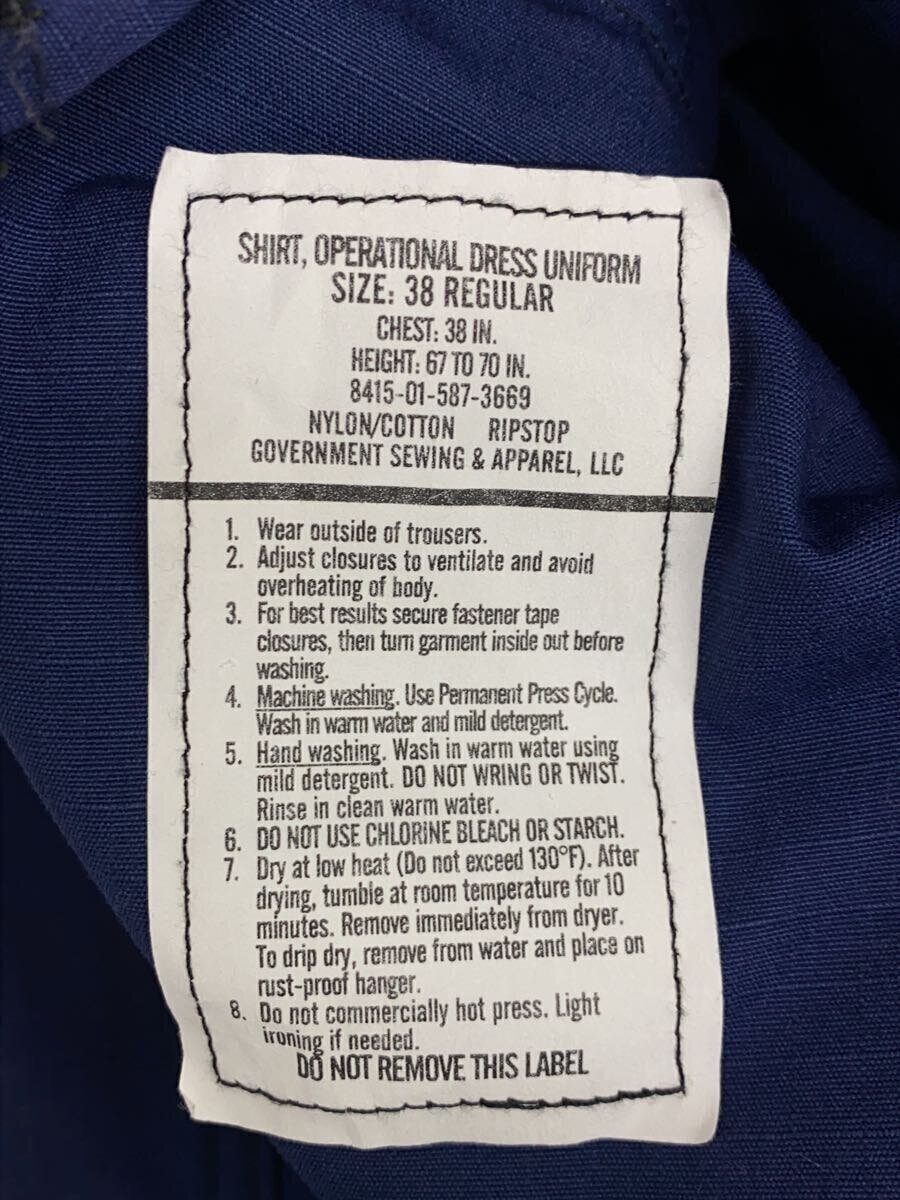 SHIRT, OPERATIONAL DRESS UNIFORM
SIZE: 38 REGULAR
CHEST: 38 IN.
HEIGHT: 67 TO 70 IN.
8415-01-587-3669
NYLON/COTTON RIPSTOP
GOVERNMENT SEWING & APPAREL, LLC
1. Wear outside of trousers.
2. Adjust closures to ventilate and avoid
overheating of body.
3. For best results secure fastener tape
closures, then turn garment inside out before
washing.
4. Machine washing. Use Permanent Press Cycle.
Wash in warm water and mild detergent.
5. Hand washing. Wash in warm water using
mild detergent. DO NOT WRING OR TWIST.
Rinse in clean warm water.
6. DO NOT USE CHLORINE BLEACH OR STARCH.
7. Dry at low heat (Do not exceed 130°F). After
drying, tumble at room temperature for 10
minutes. Remove immediately from dryer.
To drip dry, remove from water and place on
rust-proof hanger.
8. Do not commercially hot press. Light
ironing if needed.
DO NOT REMOVE THIS LABEL